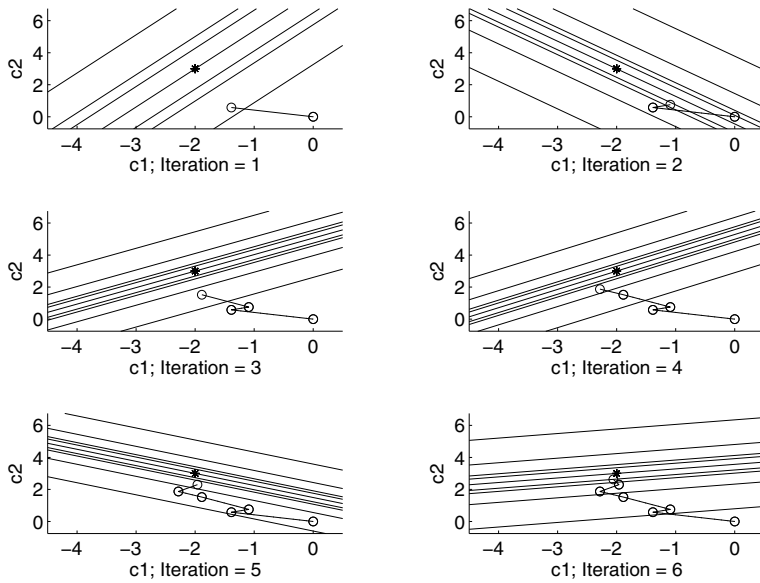 6
4
2
0
c2
−4 −3 −2 −1 0
c1; Iteration = 1
6
4
2
0
c2
−4 −3 −2 −1 0
c1; Iteration = 2
6
4
2
0
c2
−4 −3 −2 −1 0
c1; Iteration = 3
6
4
2
0
c2
−4 −3 −2 −1 0
c1; Iteration = 4
6
4
2
0
c2
−4 −3 −2 −1 0
c1; Iteration = 5
6
4
2
0
c2
−4 −3 −2 −1 0
c1; Iteration = 6